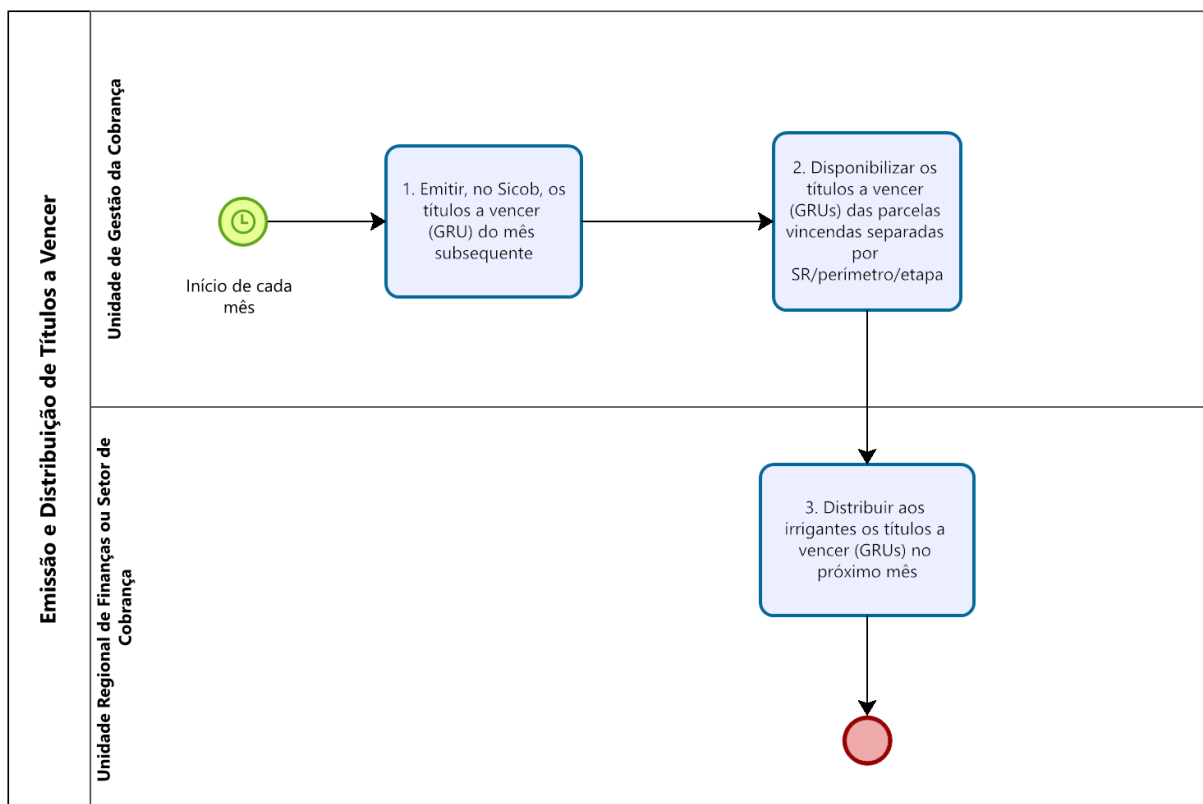 Emissão e Distribuição de Títulos a Vencer
Unidade de Gestão da Cobrança
Início de cada
mês
1. Emitir, no Sicob, os
títulos a vencer
(GRU) do mês
subsequente
2. Disponibilizar os
títulos a vencer
(GRUs) das parcelas
vincendas separadas
por
SR/perímetro/etapa
Unidade Regional de Finanças ou Setor de
Cobrança
3. Distribuir aos
irrigantes os títulos a
vencer (GRUs) no
próximo mês